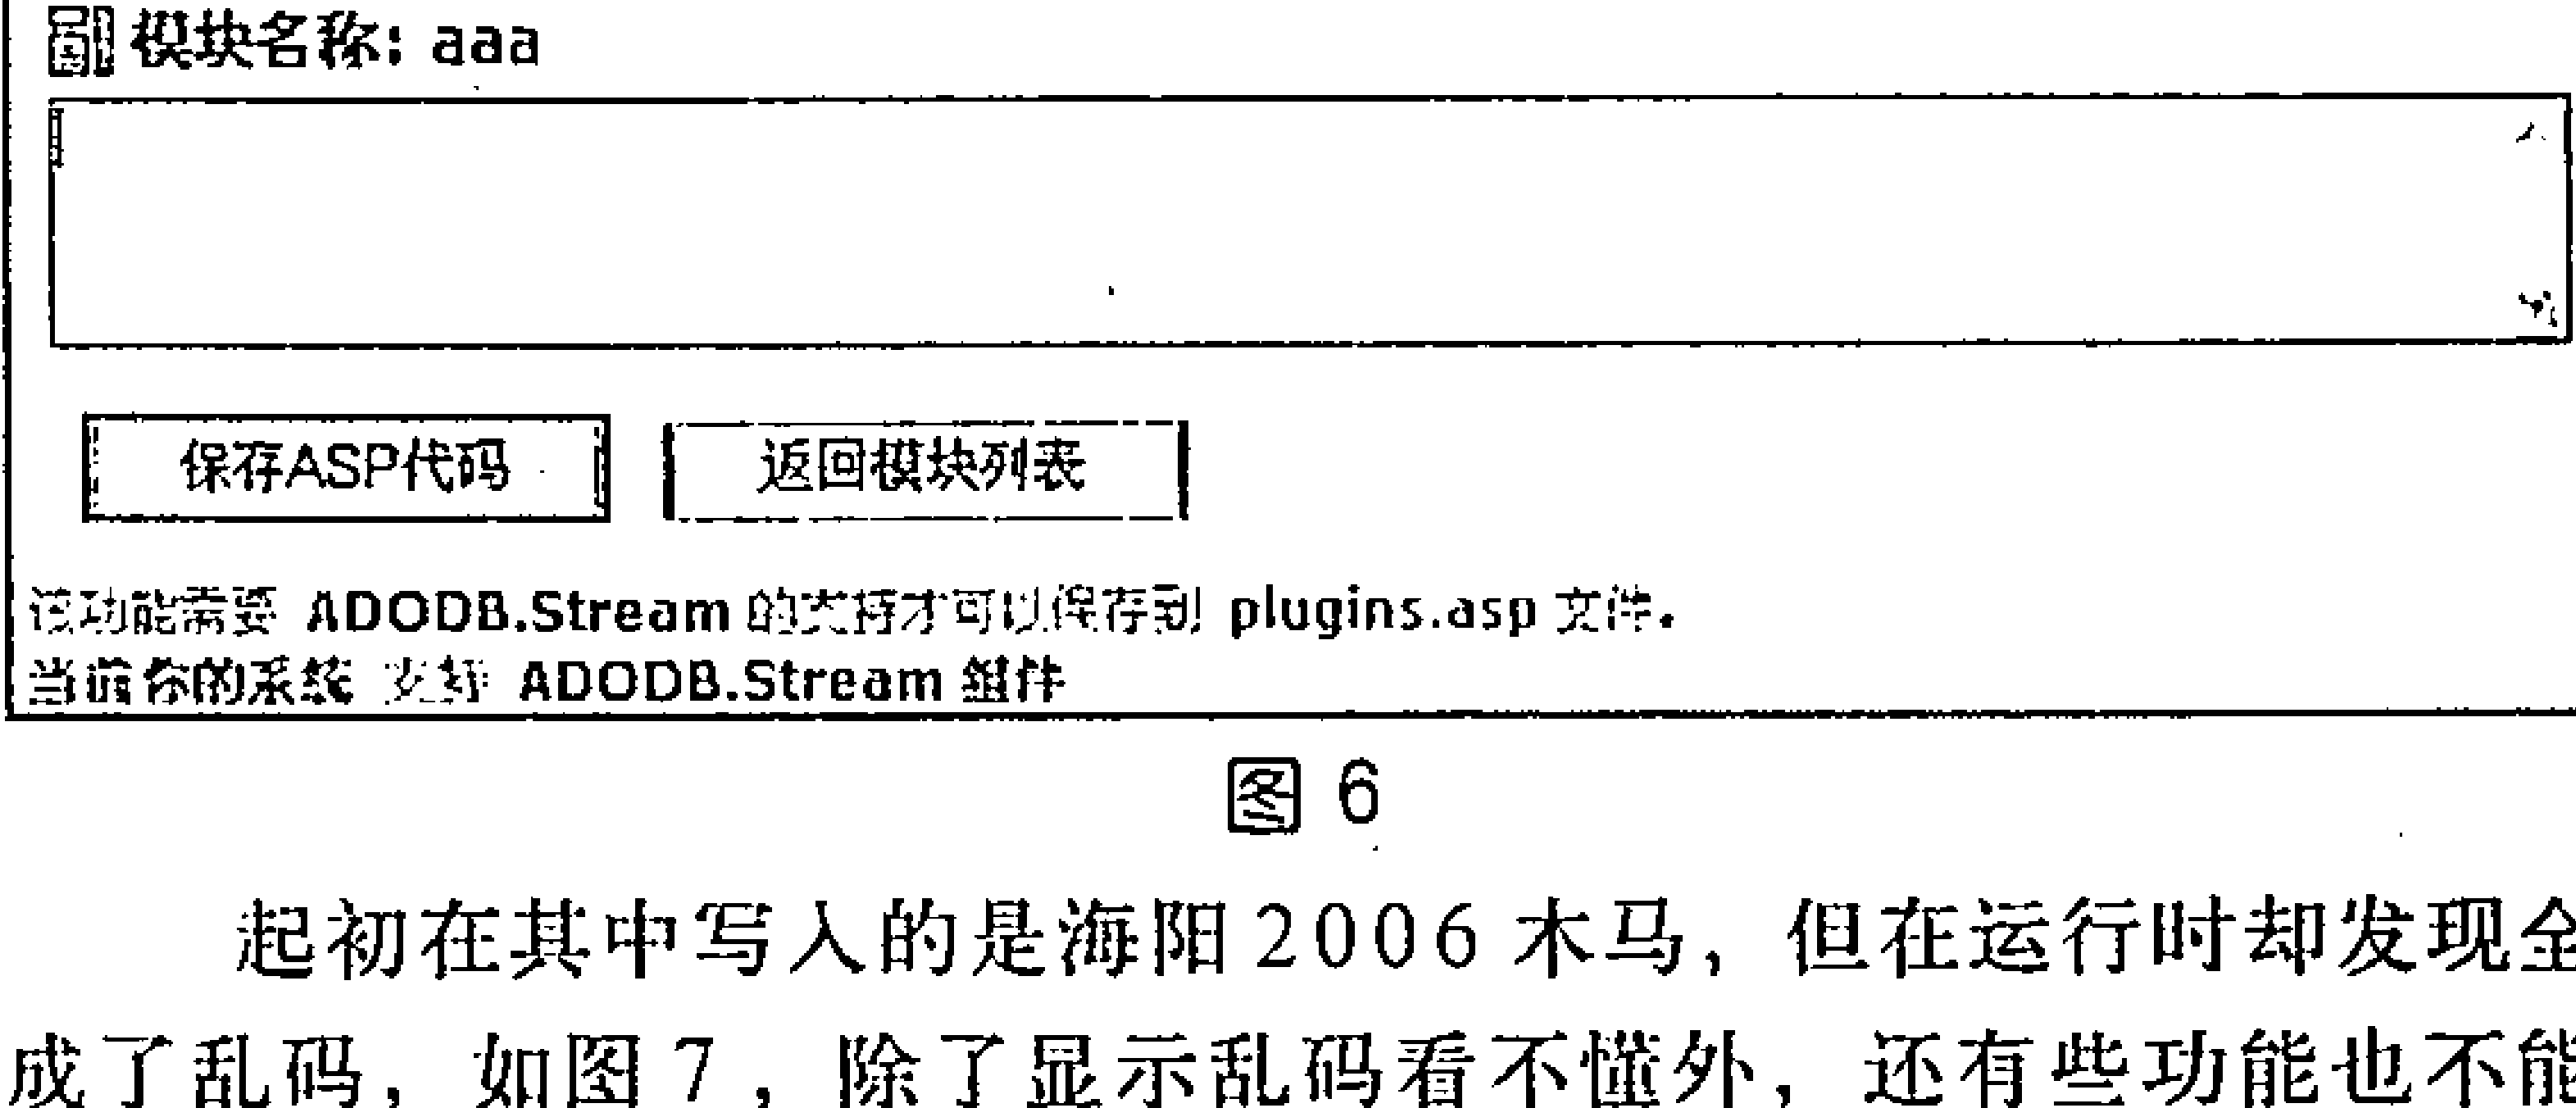 副模块名称: aaa
保存ASP代码
返回模块列表
该功能需要 ADODB.Stream 的支持才可以保存到 plugins.asp 文件.
当前你的系统 支持 ADODB.Stream 组件
图 6
起初在其中写入的是海阳2006木马，但在运行时却发现全
成了乱码，如图7，除了显示乱码看不懂外，还有些功能也不能